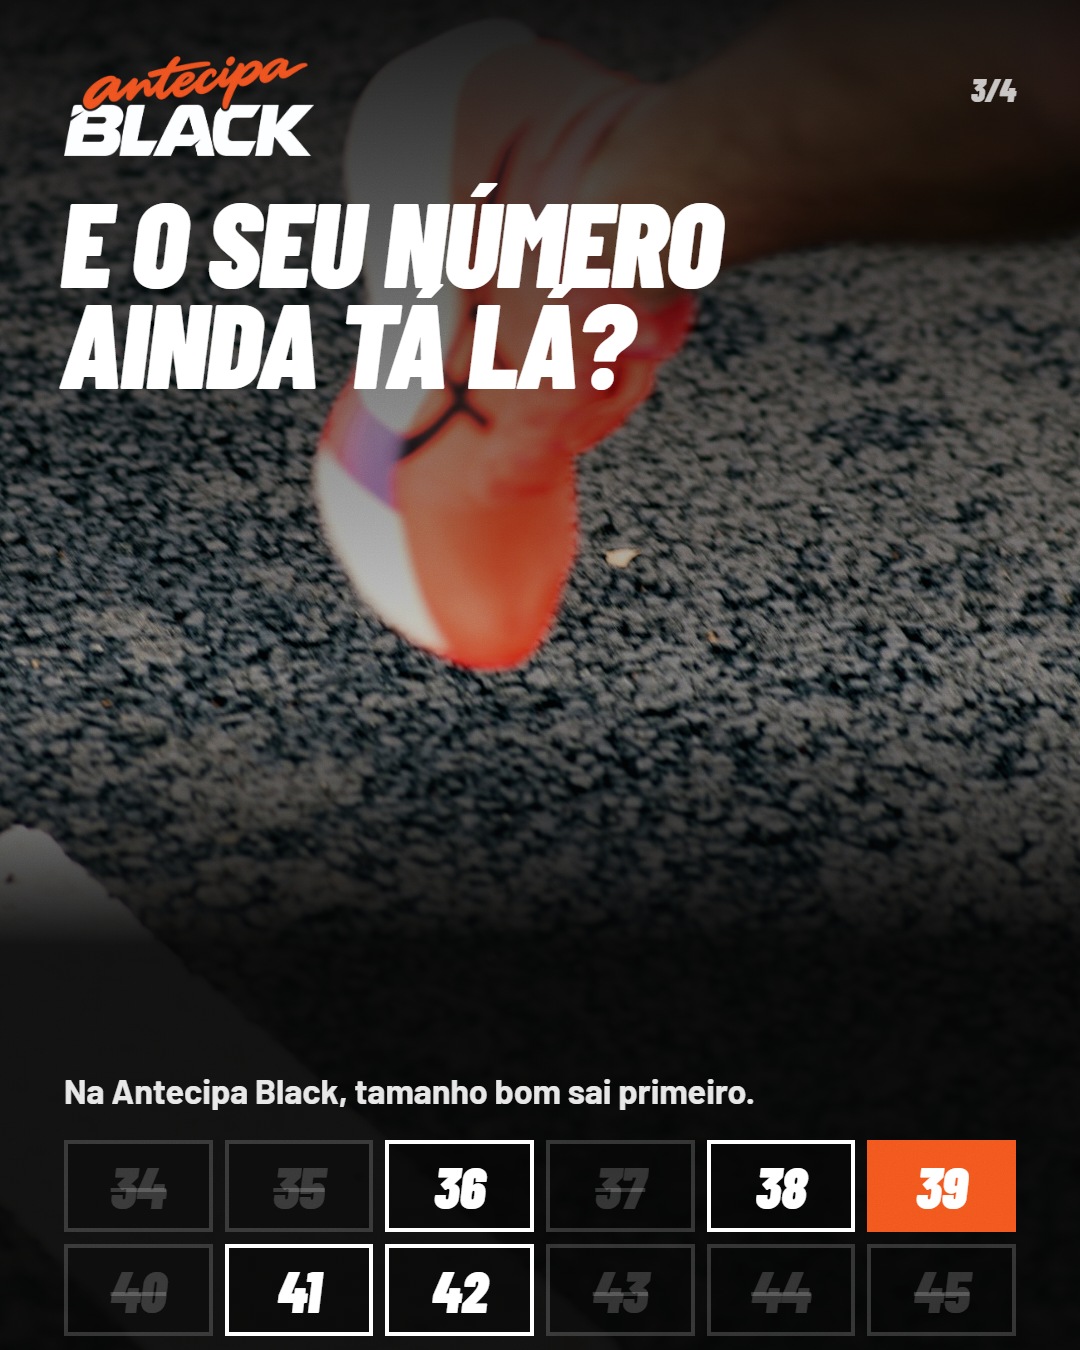 antecipa
BLACK
3/4
E O SEU NÚMERO
AINDA TÁ LÁ?
Na Antecipa Black, tamanho bom sai primeiro.
34 35 36 37 38 39
40 41 42 43 44 45